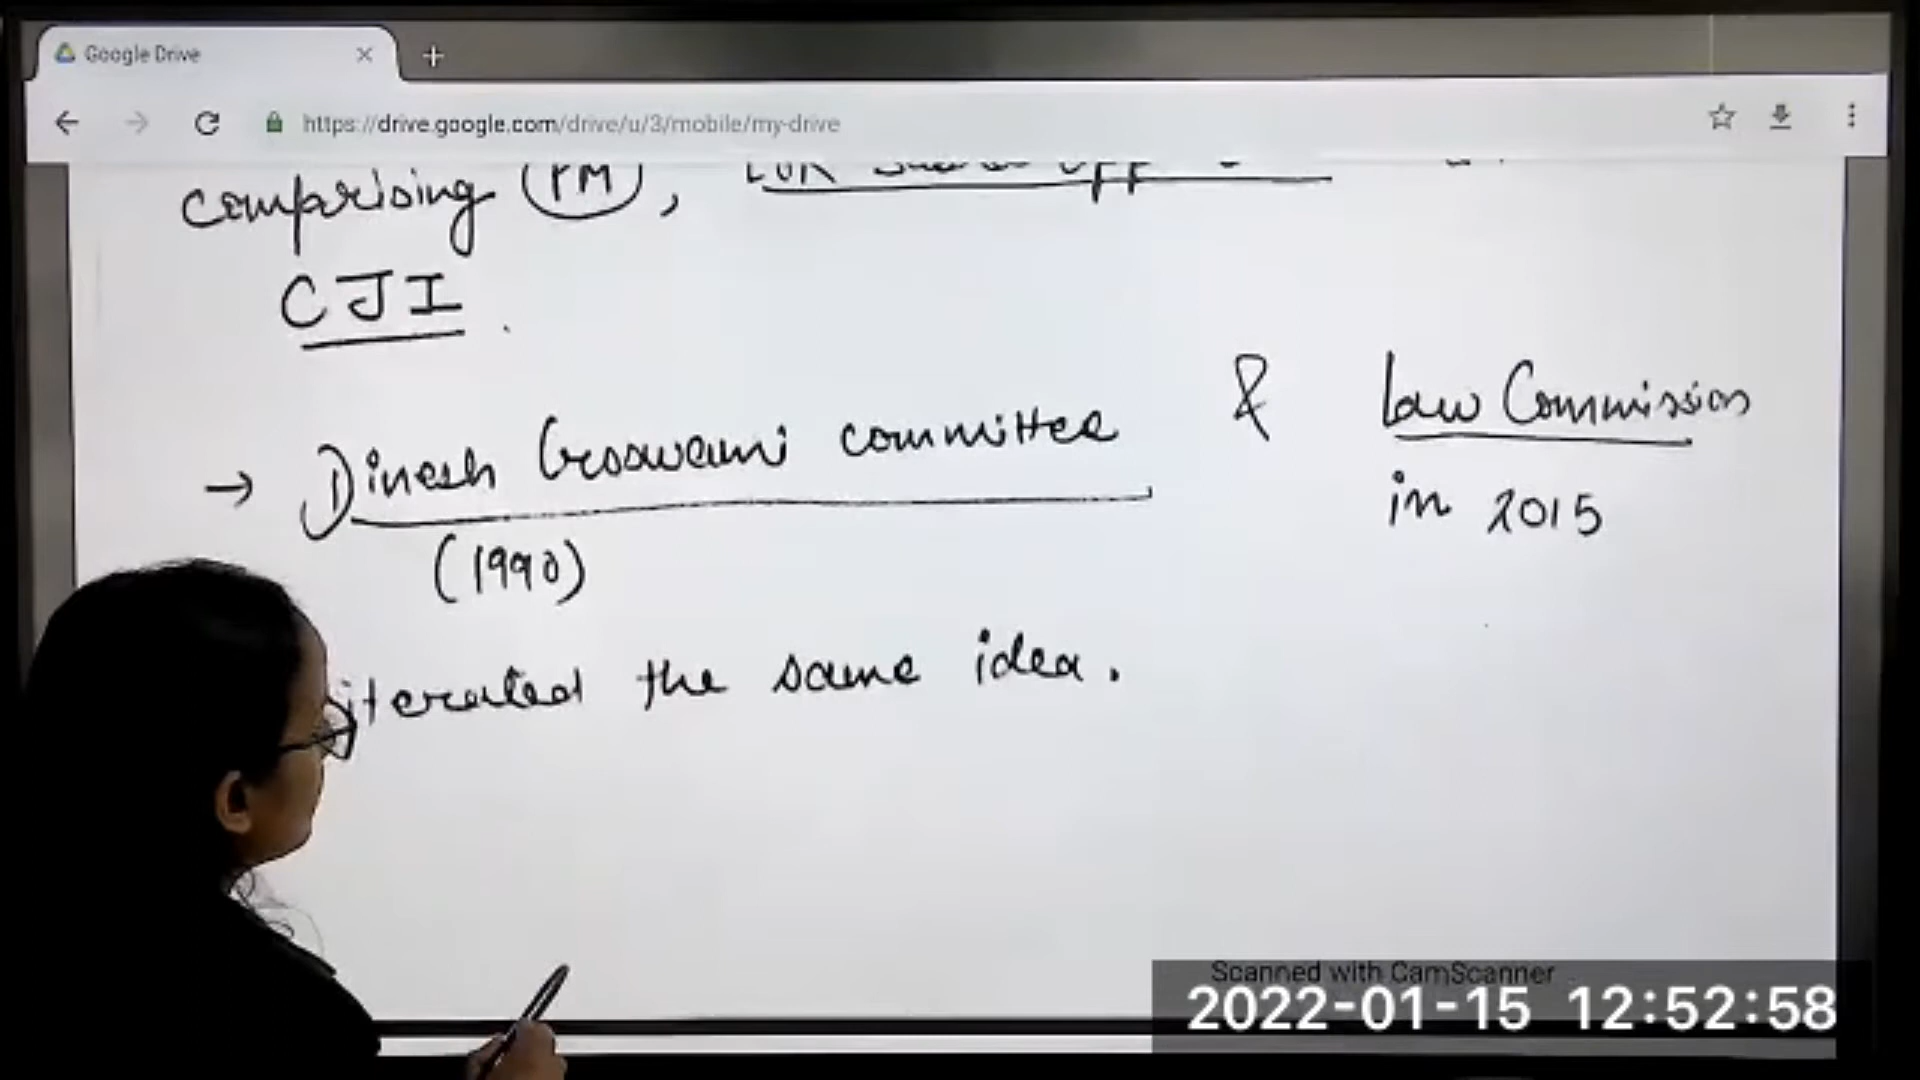 Google Drive
https://drive.google.com/drive/u/3/mobile/my-drive
comprising PM,
CJI.
→ Dinesh Goswami committee & Law Commission
(1990) in 2015
iterated the same idea.
Scanned with CamScanner
2022-01-15 12:52:58